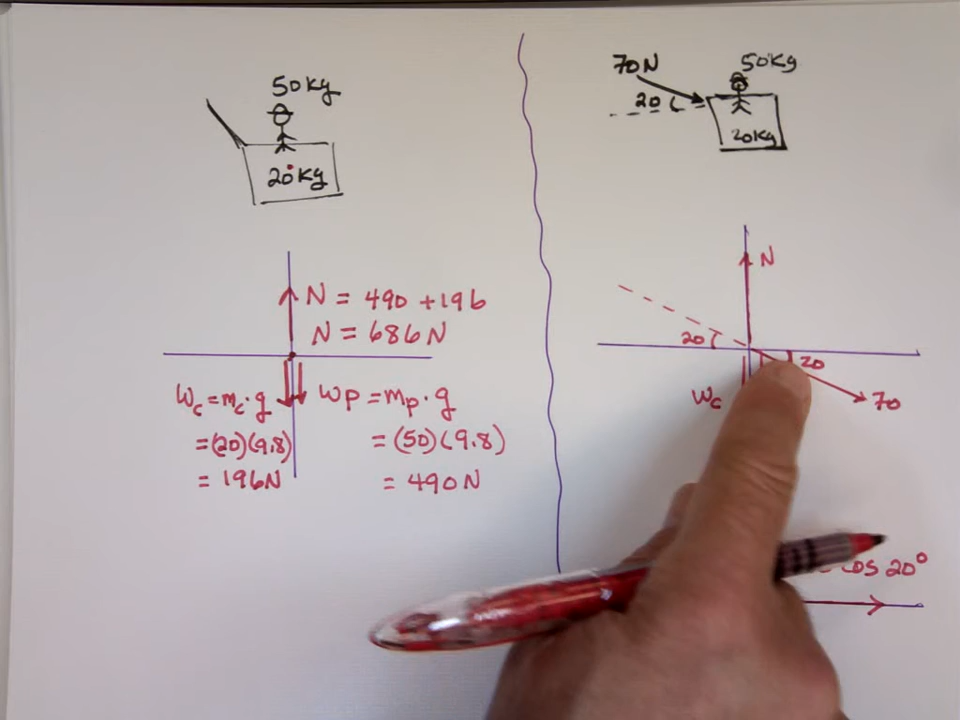 50kg
20kg
N = 490 + 196
N = 686N
Wc = mc·g
= (20)(9.8)
= 196N
Wp = mp·g
= (50)(9.8)
= 490N
70N
50kg
20
20kg
N
20
20
Wc
70
cos 20°